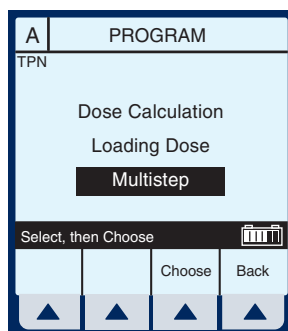 A PROGRAM
TPN
Dose Calculation
Loading Dose
Multistep
Select, then Choose
Choose Back